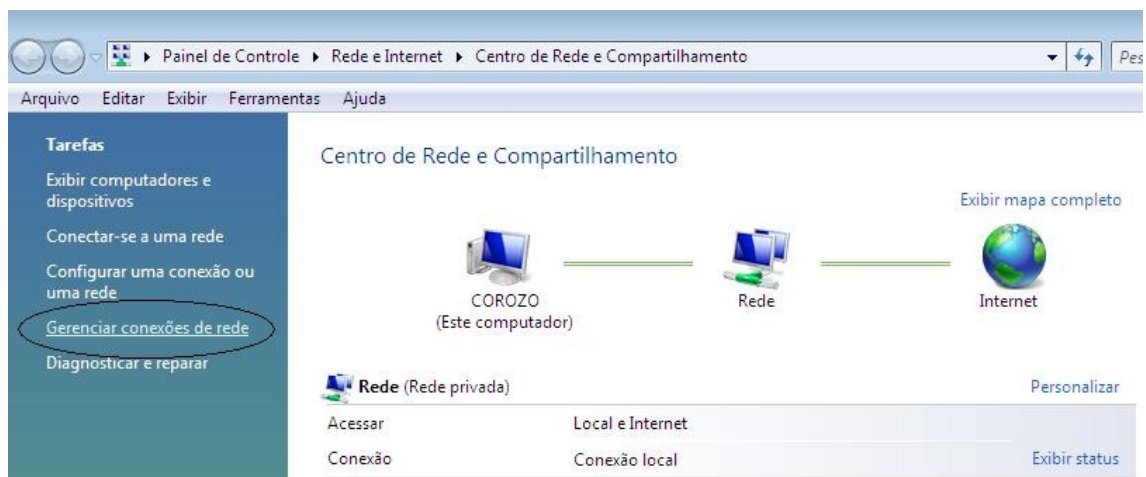 Painel de Controle Rede e Internet Centro de Rede e Compartilhamento
Pes
Arquivo Editar Exibir Ferramentas Ajuda
Tarefas
Exibir computadores e
dispositivos
Conectar-se a uma rede
Configurar uma conexão ou
uma rede
Gerenciar conexões de rede
Diagnosticar e reparar
Centro de Rede e Compartilhamento
Exibir mapa completo
COROZO
(Este computador)
Rede
Internet
Rede (Rede privada)
Personalizar
Acessar Local e Internet
Conexão Conexão local Exibir status